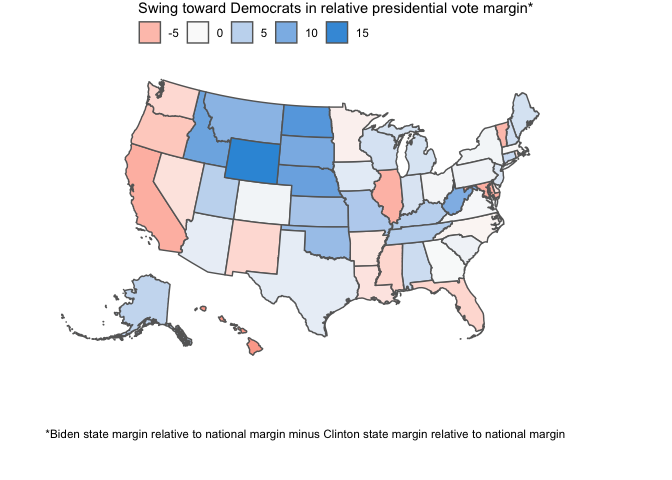 Swing toward Democrats in relative presidential vote margin*
-5 0 5 10 15
*Biden state margin relative to national margin minus Clinton state margin relative to national margin